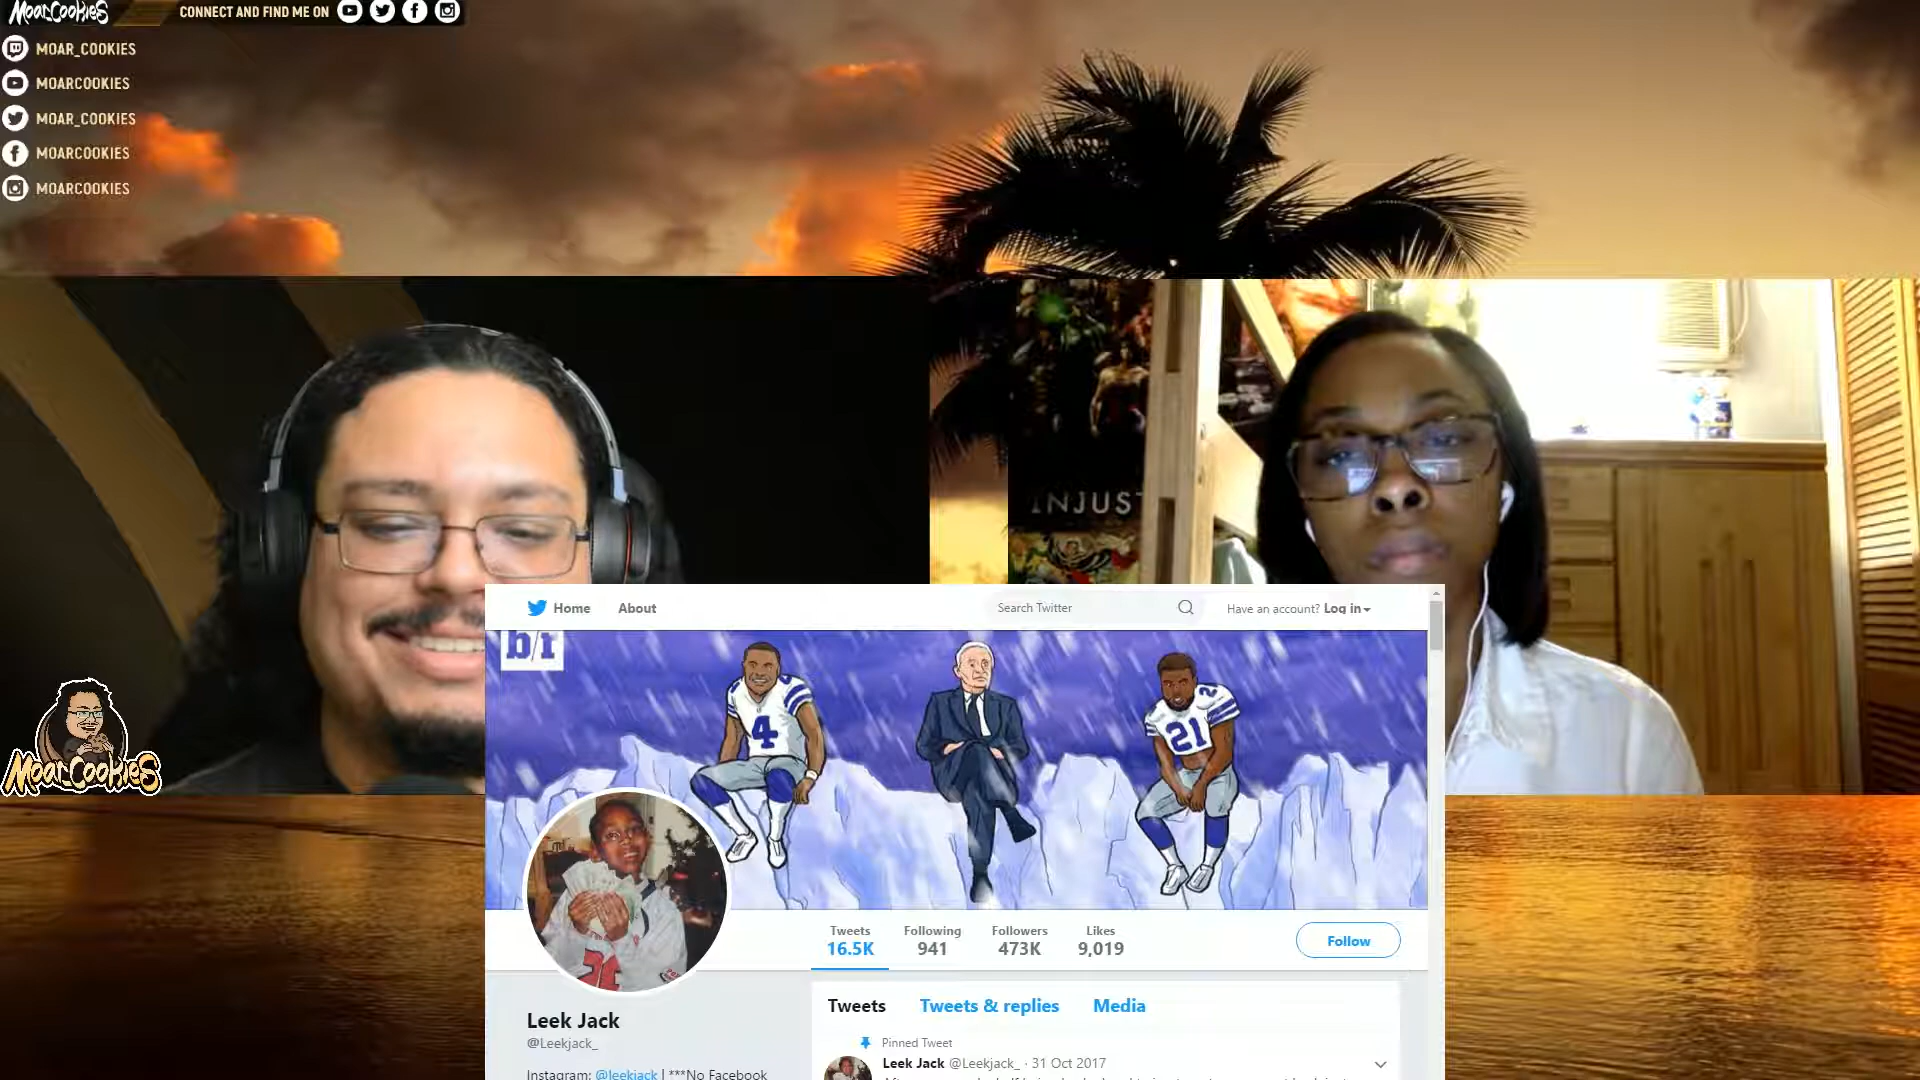 MoarCookies
CONNECT AND FIND ME ON
MOAR_COOKIES
MOARCOOKIES
MOAR_COOKIES
MOARCOOKIES
MOARCOOKIES
INJUST
MoarCookies
Home About Search Twitter Have an account? Log in
b/r
4
21
Tweets Following Followers Likes
16.5K 941 473K 9,019
Follow
Leek Jack
@Leekjack_
Instagram: @leekjack | ***No Facebook
Tweets Tweets & replies Media
Pinned Tweet
Leek Jack @Leekjack_ · 31 Oct 2017